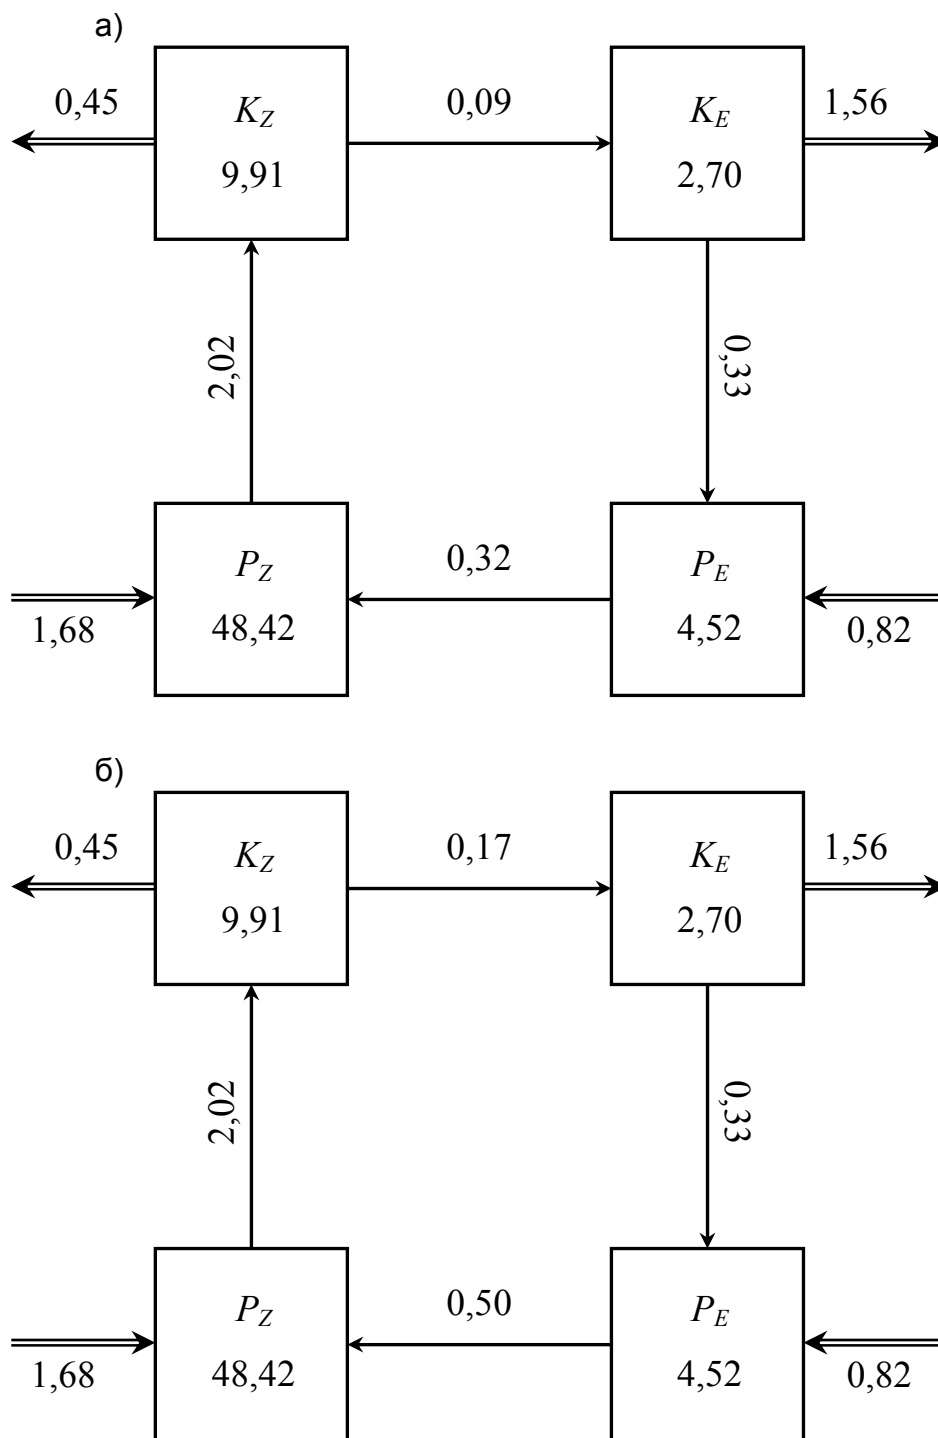 а)
0,45
K_Z
9,91
0,09
K_E
2,70
1,56
2,02
0,33
P_Z
48,42
1,68
0,32
P_E
4,52
0,82
б)
0,45
K_Z
9,91
0,17
K_E
2,70
1,56
2,02
0,33
P_Z
48,42
1,68
0,50
P_E
4,52
0,82